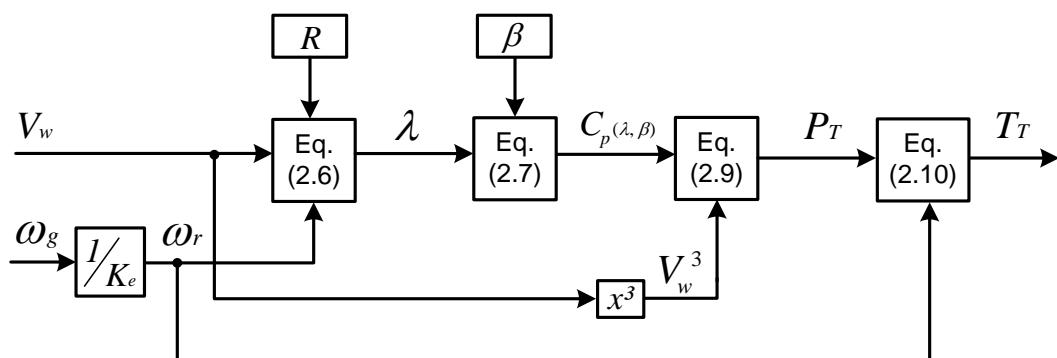 R
β
V_w
Eq.
(2.6)
λ
Eq.
(2.7)
C_p(λ, β)
Eq.
(2.9)
P_T
Eq.
(2.10)
T_T
ω_g
1/K_e
ω_r
x³
V_w^3